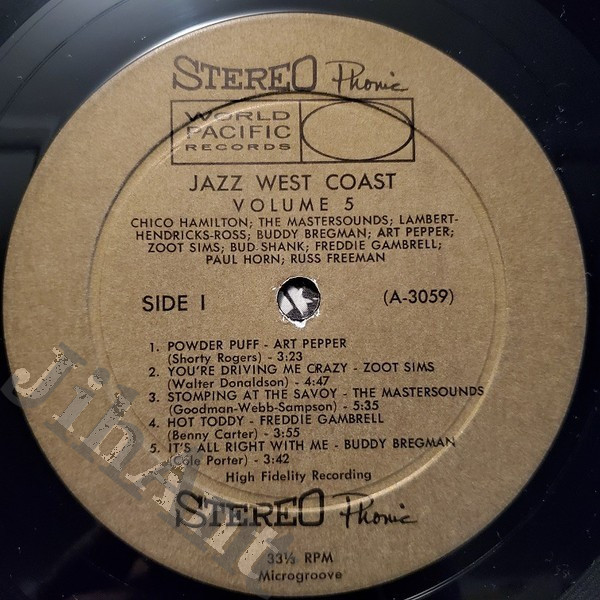 STEREO Phonic
WORLD
PACIFIC
RECORDS
JAZZ WEST COAST
VOLUME 5
CHICO HAMILTON; THE MASTERSOUNDS; LAMBERT-
HENDRICKS-ROSS; BUDDY BREGMAN; ART PEPPER;
ZOOT SIMS; BUD SHANK; FREDDIE GAMBRELL;
PAUL HORN; RUSS FREEMAN
SIDE I (A-3059)
1. POWDER PUFF - ART PEPPER
(Shorty Rogers) - 3:23
2. YOU'RE DRIVING ME CRAZY - ZOOT SIMS
(Walter Donaldson) - 4:47
3. STOMPING AT THE SAVOY - THE MASTERSOUNDS
(Goodman-Webb-Sampson) - 5:35
4. HOT TODDY - FREDDIE GAMBRELL
(Benny Carter) - 3:55
5. IT'S ALL RIGHT WITH ME - BUDDY BREGMAN
(Cole Porter) - 3:42
High Fidelity Recording
STEREO Phonic
33⅓ RPM
Microgroove
JihAnt